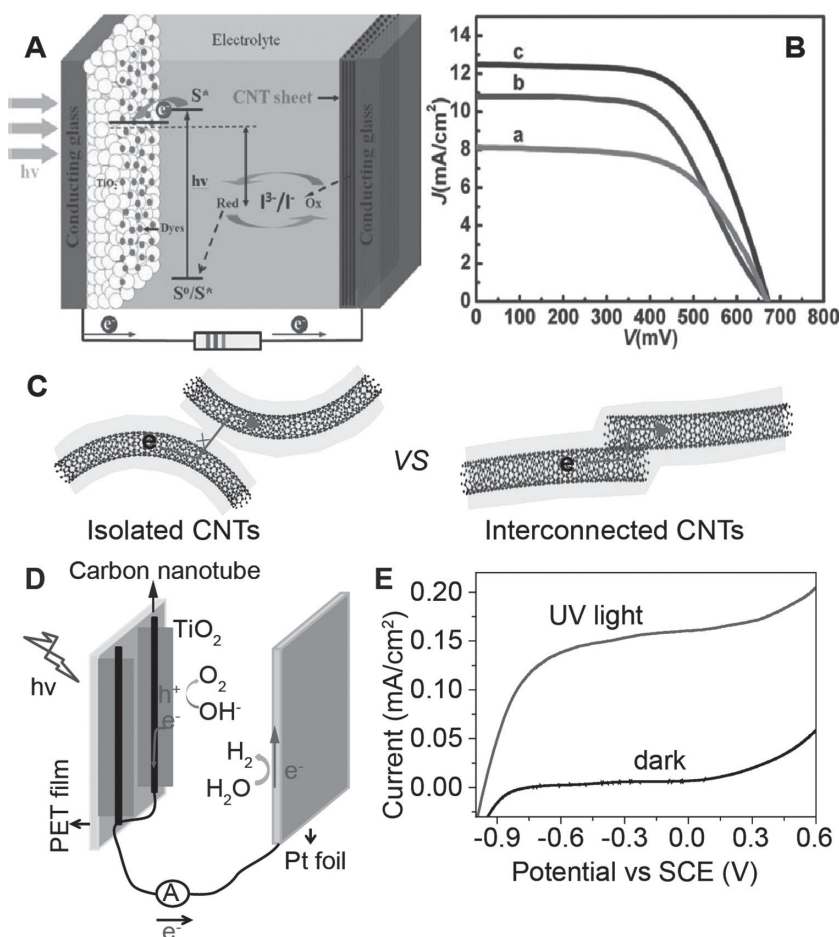 A
Electrolyte
S*
e
CNT sheet
Conducting glass
hν
TiO2
hν
Red
I3-/I-
Ox
Dyes
S0/S*
Conducting glass
e-
e-
B
J(mA/cm2)
14
12
10
8
6
4
2
0
c
b
a
0 100 200 300 400 500 600 700 800
V(mV)
C
e
VS
e
Isolated CNTs
Interconnected CNTs
D
Carbon nanotube
TiO2
hν
h+
O2
OH-
e-
H2
H2O
e-
PET film
Pt foil
A
e-
E
Current (mA/cm2)
0.20
0.15
0.10
0.05
0.00
UV light
dark
-0.9 -0.6 -0.3 0.0 0.3 0.6
Potential vs SCE (V)